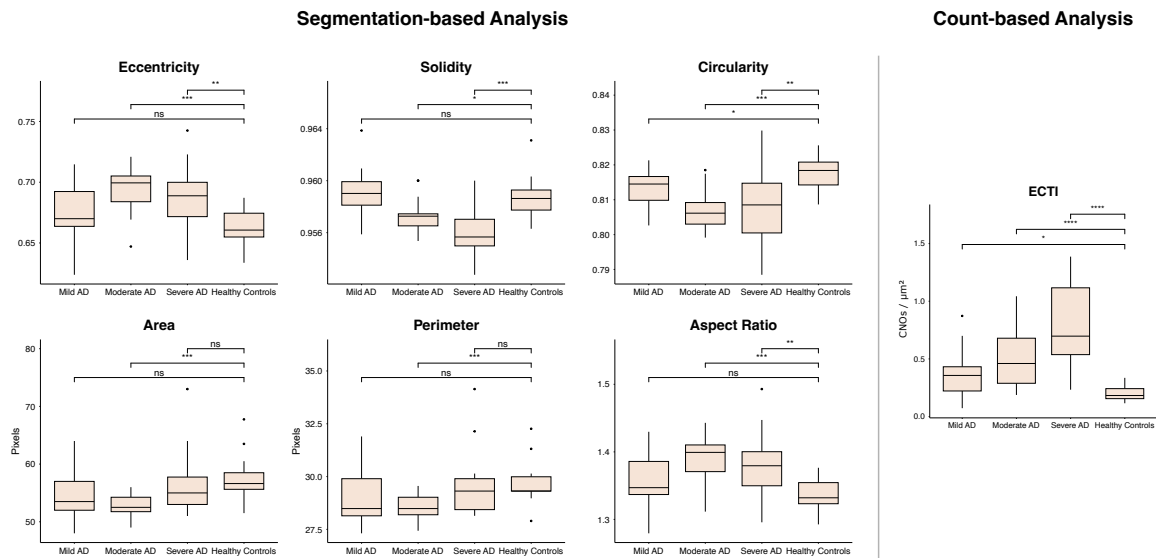 Segmentation-based Analysis
Count-based Analysis
Eccentricity
**
***
ns
0.75
0.70
0.65
Mild AD Moderate AD Severe AD Healthy Controls
Solidity
***
*
ns
0.964
0.960
0.956
Mild AD Moderate AD Severe AD Healthy Controls
Circularity
**
***
*
0.84
0.83
0.82
0.81
0.80
0.79
Mild AD Moderate AD Severe AD Healthy Controls
Area
ns
***
ns
80
70
60
50
Pixels
Mild AD Moderate AD Severe AD Healthy Controls
Perimeter
ns
***
ns
35.0
32.5
30.0
27.5
Pixels
Mild AD Moderate AD Severe AD Healthy Controls
Aspect Ratio
**
***
ns
1.5
1.4
1.3
Mild AD Moderate AD Severe AD Healthy Controls
ECTI
****
****
*
1.5
1.0
0.5
0.0
CNOs / µm²
Mild AD Moderate AD Severe AD Healthy Controls